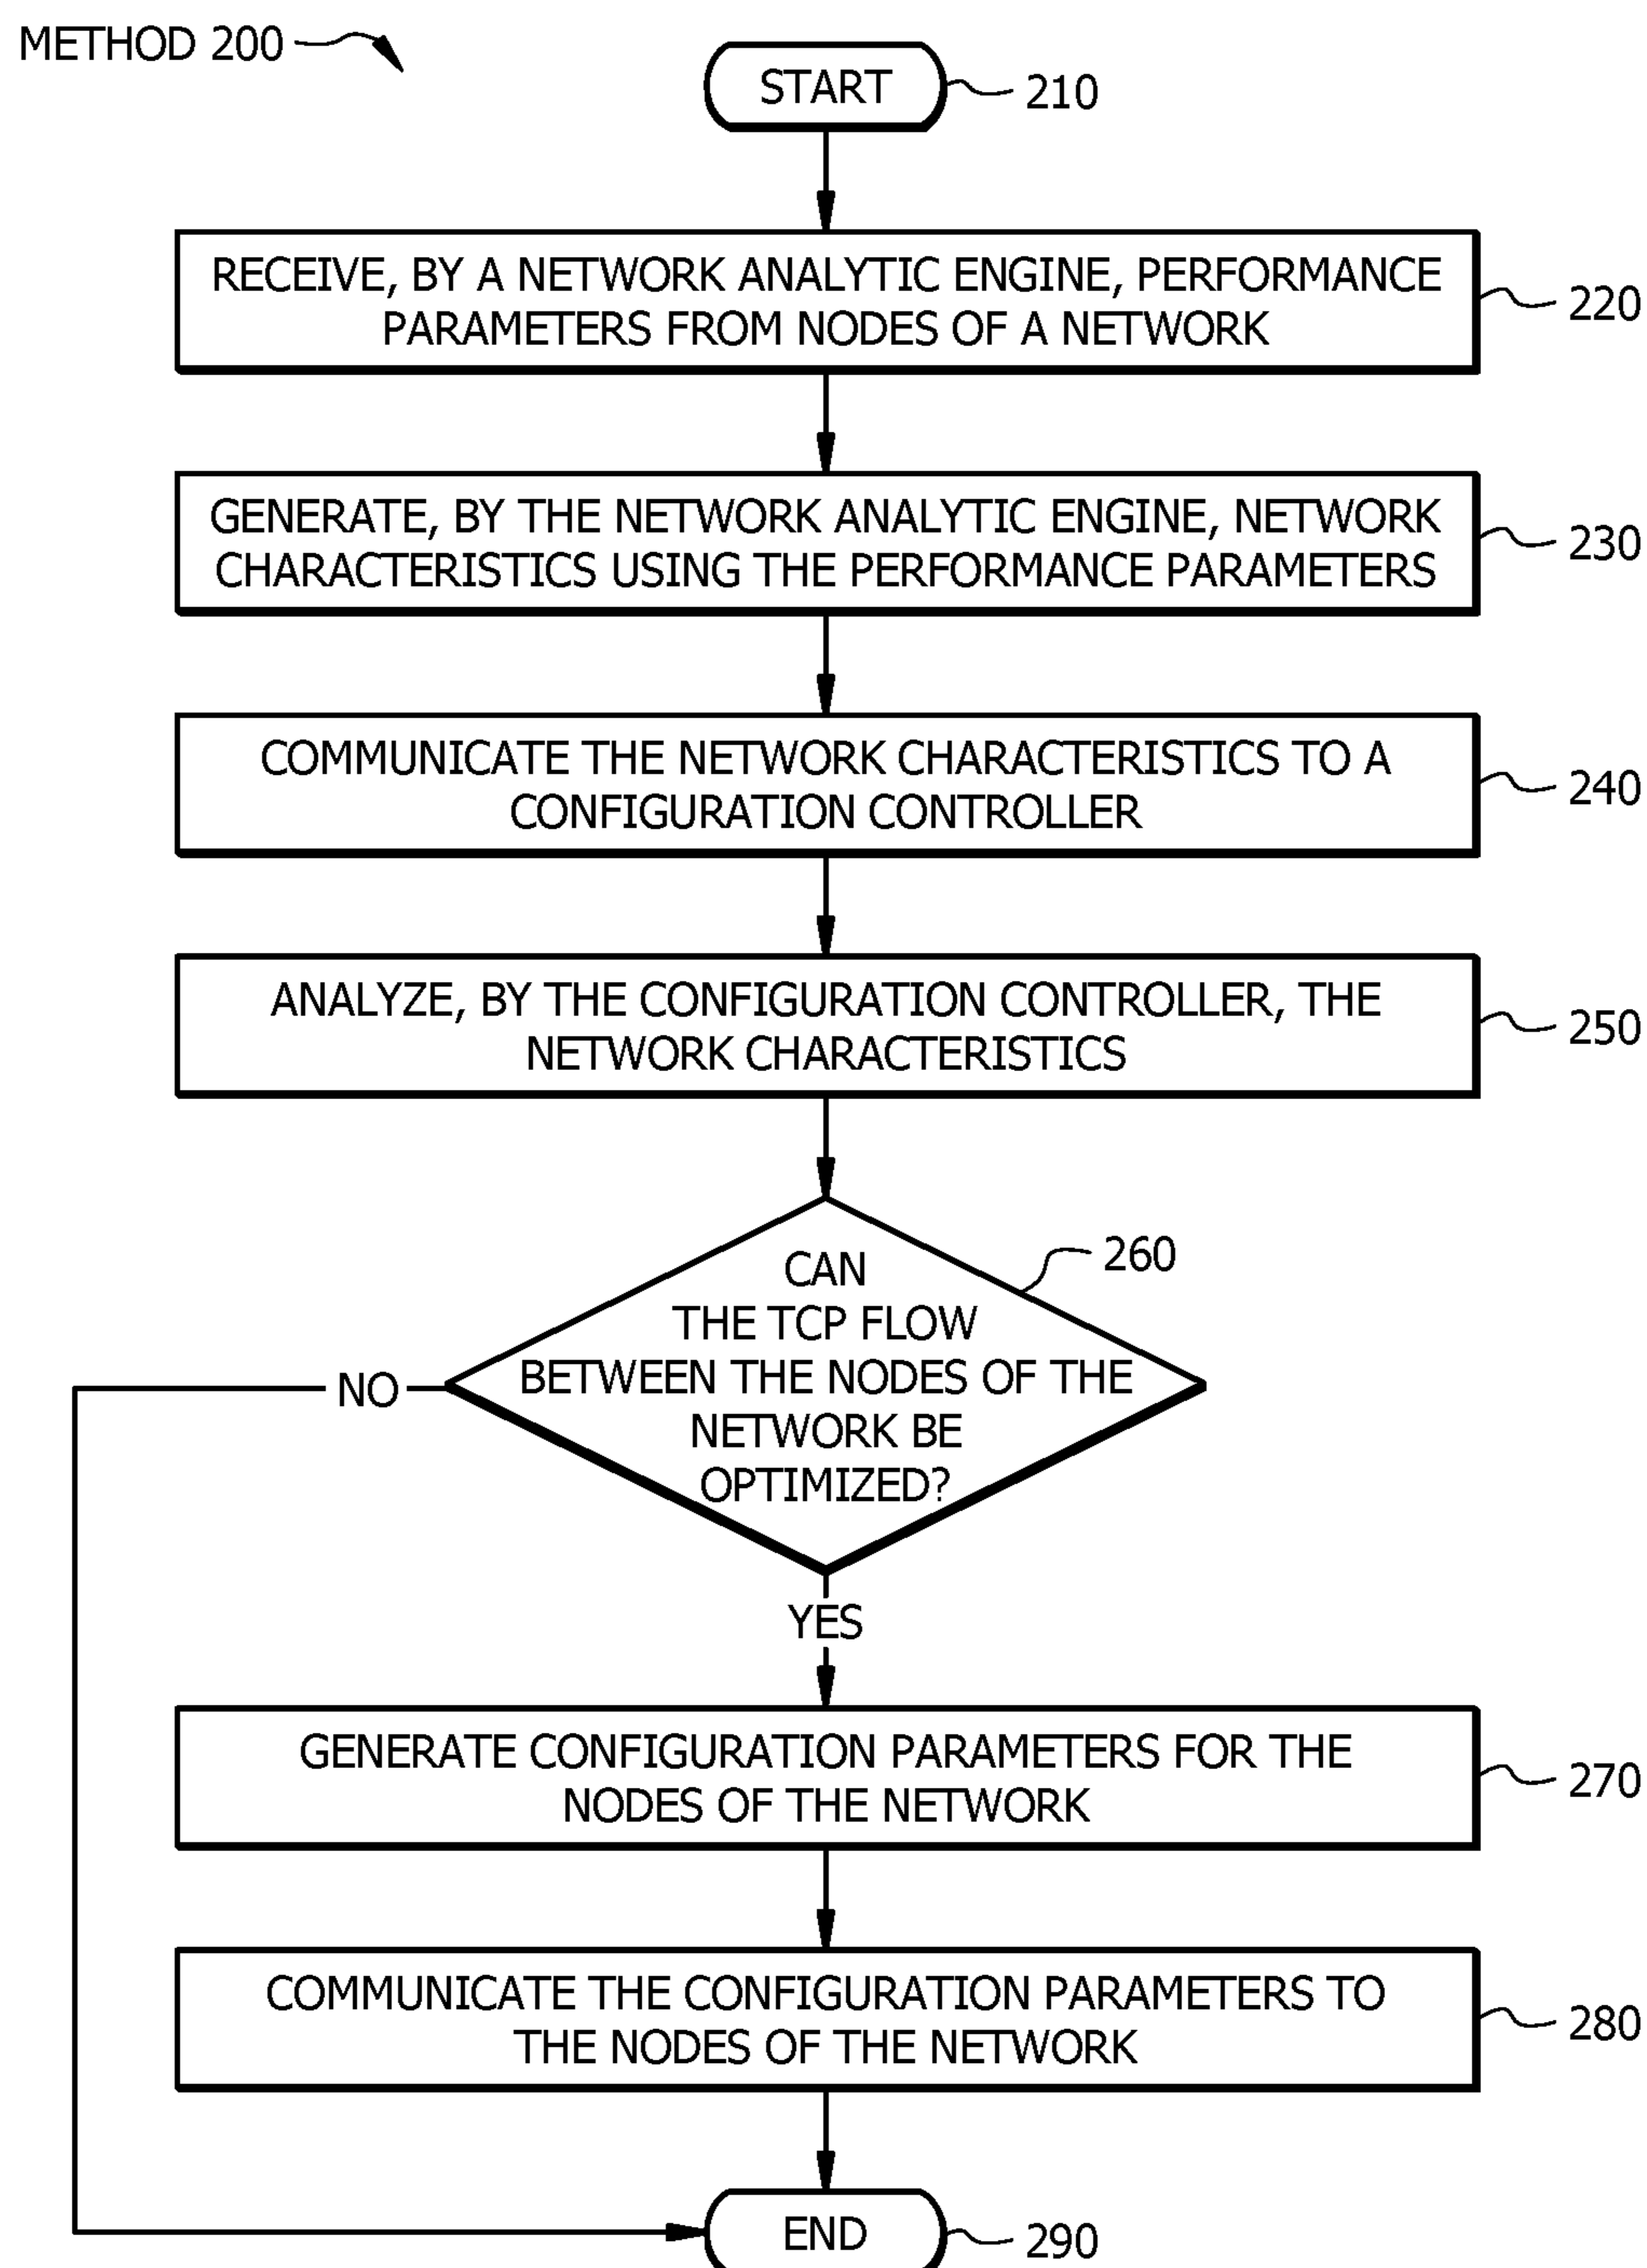 METHOD 200
START
210
RECEIVE, BY A NETWORK ANALYTIC ENGINE, PERFORMANCE
PARAMETERS FROM NODES OF A NETWORK
220
GENERATE, BY THE NETWORK ANALYTIC ENGINE, NETWORK
CHARACTERISTICS USING THE PERFORMANCE PARAMETERS
230
COMMUNICATE THE NETWORK CHARACTERISTICS TO A
CONFIGURATION CONTROLLER
240
ANALYZE, BY THE CONFIGURATION CONTROLLER, THE
NETWORK CHARACTERISTICS
250
CAN
THE TCP FLOW
BETWEEN THE NODES OF THE
NETWORK BE
OPTIMIZED?
260
NO
YES
GENERATE CONFIGURATION PARAMETERS FOR THE
NODES OF THE NETWORK
270
COMMUNICATE THE CONFIGURATION PARAMETERS TO
THE NODES OF THE NETWORK
280
END
290